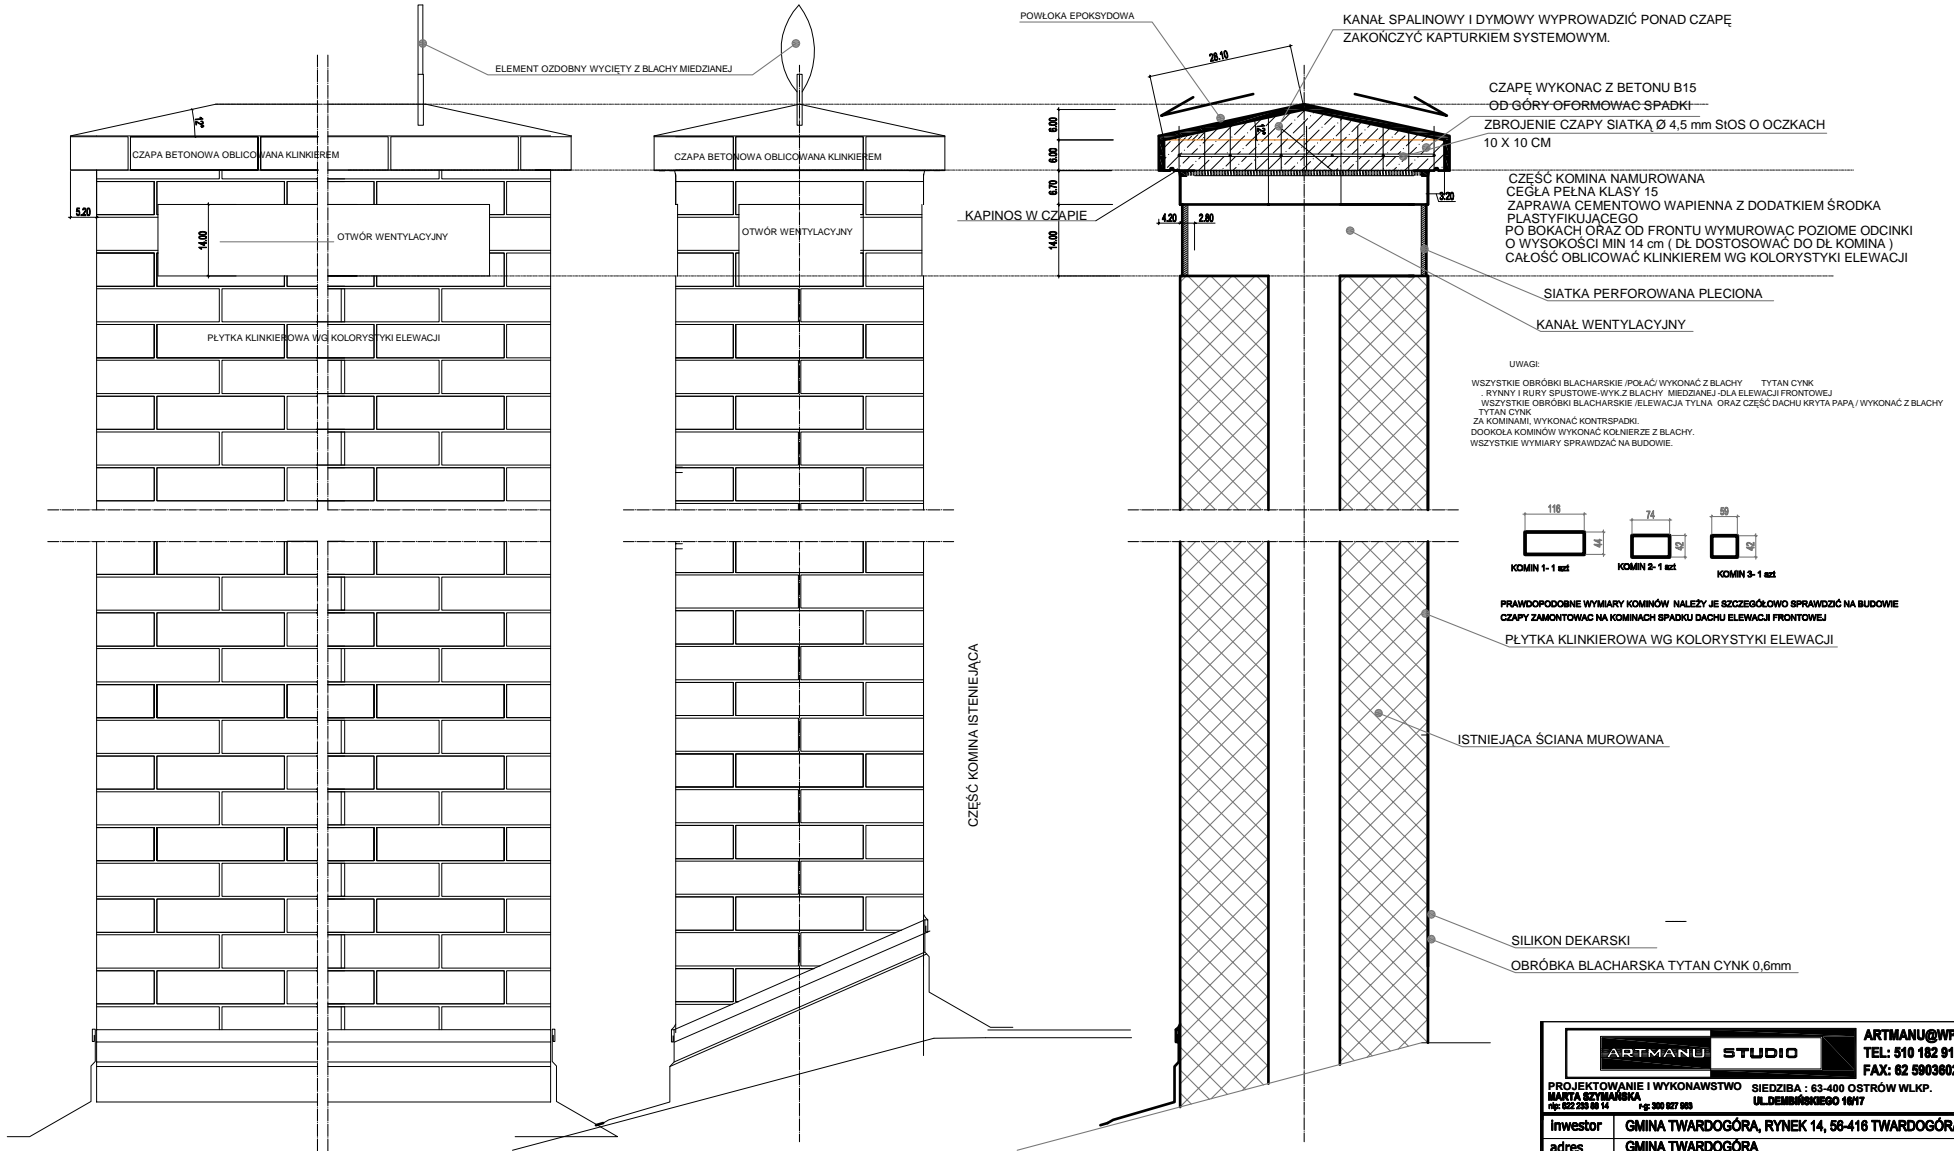 POWŁOKA EPOKSYDOWA
KANAŁ SPALINOWY I DYMOWY WYPROWADZIĆ PONAD CZAPĘ
ZAKOŃCZYĆ KAPTURKIEM SYSTEMOWYM.
ELEMENT OZDOBNY WYCIĘTY Z BLACHY MIEDZIANEJ
28.10
CZAPĘ WYKONAC Z BETONU B15
OD GÓRY OFORMOWAC SPADKI
ZBROJENIE CZAPY SIATKĄ Ø 4,5 mm StOS O OCZKACH
10 X 10 CM
12°
12°
6.00
6.00
6.70
14.00
CZAPA BETONOWA OBLICOWANA KLINKIEREM
CZAPA BETONOWA OBLICOWANA KLINKIEREM
CZĘŚĆ KOMINA NAMUROWANA
CEGŁA PEŁNA KLASY 15
ZAPRAWA CEMENTOWO WAPIENNA Z DODATKIEM ŚRODKA
PLASTYFIKUJĄCEGO
PO BOKACH ORAZ OD FRONTU WYMUROWAC POZIOME ODCINKI
O WYSOKOŚCI MIN 14 cm ( DŁ DOSTOSOWAĆ DO DŁ KOMINA )
CAŁOŚĆ OBLICOWAĆ KLINKIEREM WG KOLORYSTYKI ELEWACJI
5.20
14.00
OTWÓR WENTYLACYJNY
OTWÓR WENTYLACYJNY
KAPINOS W CZAPIE
4.20
2.80
3.20
SIATKA PERFOROWANA PLECIONA
KANAŁ WENTYLACYJNY
PŁYTKA KLINKIEROWA WG KOLORYSTYKI ELEWACJI
UWAGI:
WSZYSTKIE OBRÓBKI BLACHARSKIE /POŁAĆ/ WYKONAĆ Z BLACHY TYTAN CYNK
. RYNNY I RURY SPUSTOWE-WYK.Z BLACHY MIEDZIANEJ -DLA ELEWACJI FRONTOWEJ
WSZYSTKIE OBRÓBKI BLACHARSKIE /ELEWACJA TYLNA ORAZ CZĘŚĆ DACHU KRYTA PAPĄ / WYKONAĆ Z BLACHY
TYTAN CYNK
ZA KOMINAMI, WYKONAĆ KONTRSPADKI.
DOOKOŁA KOMINÓW WYKONAĆ KOŁNIERZE Z BLACHY.
WSZYSTKIE WYMIARY SPRAWDZAĆ NA BUDOWIE.
116
44
74
42
59
42
KOMIN 1- 1 szt
KOMIN 2- 1 szt
KOMIN 3- 1 szt
PRAWDOPODOBNE WYMIARY KOMINÓW NALEŻY JE SZCZEGÓŁOWO SPRAWDZIĆ NA BUDOWIE
CZAPY ZAMONTOWAC NA KOMINACH SPADKU DACHU ELEWACJI FRONTOWEJ
PŁYTKA KLINKIEROWA WG KOLORYSTYKI ELEWACJI
CZĘŚĆ KOMINA ISTENIEJĄCA
ISTNIEJĄCA ŚCIANA MUROWANA
SILIKON DEKARSKI
OBRÓBKA BLACHARSKA TYTAN CYNK 0,6mm
ARTMANU STUDIO
ARTMANU@WP
TEL: 510 182 91
FAX: 62 5903602
PROJEKTOWANIE I WYKONAWSTWO
MARTA SZYMAŃSKA
SIEDZIBA : 63-400 OSTRÓW WLKP.
UL.DEMBIŃSKIEGO 16/17
inwestor GMINA TWARDOGÓRA, RYNEK 14, 56-416 TWARDOGÓRA
adres GMINA TWARDOGÓRA